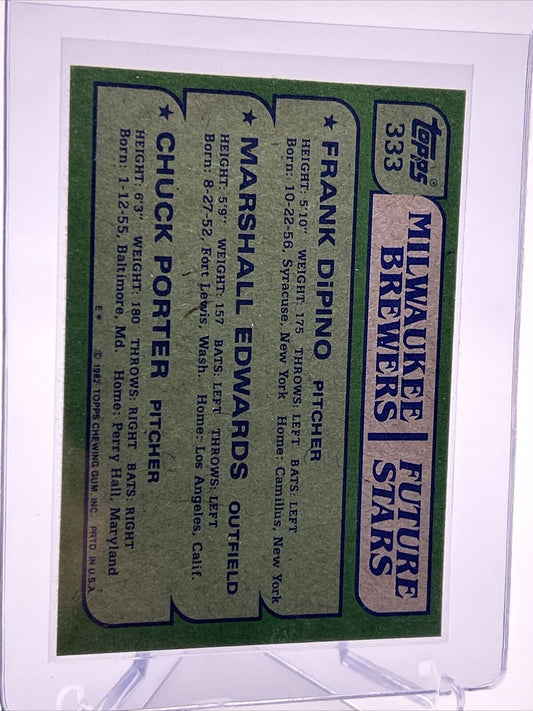 Topps®
333
MILWAUKEE
BREWERS
FUTURE
STARS
★ FRANK DiPINO PITCHER
HEIGHT: 5'10" WEIGHT: 175 THROWS: LEFT BATS: LEFT
Born: 10-22-56, Syracuse, New York Home: Camillus, New York
★ MARSHALL EDWARDS OUTFIELD
HEIGHT: 5'9" WEIGHT: 157 BATS: LEFT THROWS: LEFT
Born: 8-27-52, Fort Lewis, Wash. Home: Los Angeles, Calif.
★ CHUCK PORTER PITCHER
HEIGHT: 6'3" WEIGHT: 180 THROWS: RIGHT BATS: RIGHT
Born: 1-12-55, Baltimore, Md. Home: Perry Hall, Maryland
E* © 1982 TOPPS CHEWING GUM, INC. PRTD. IN U.S.A.